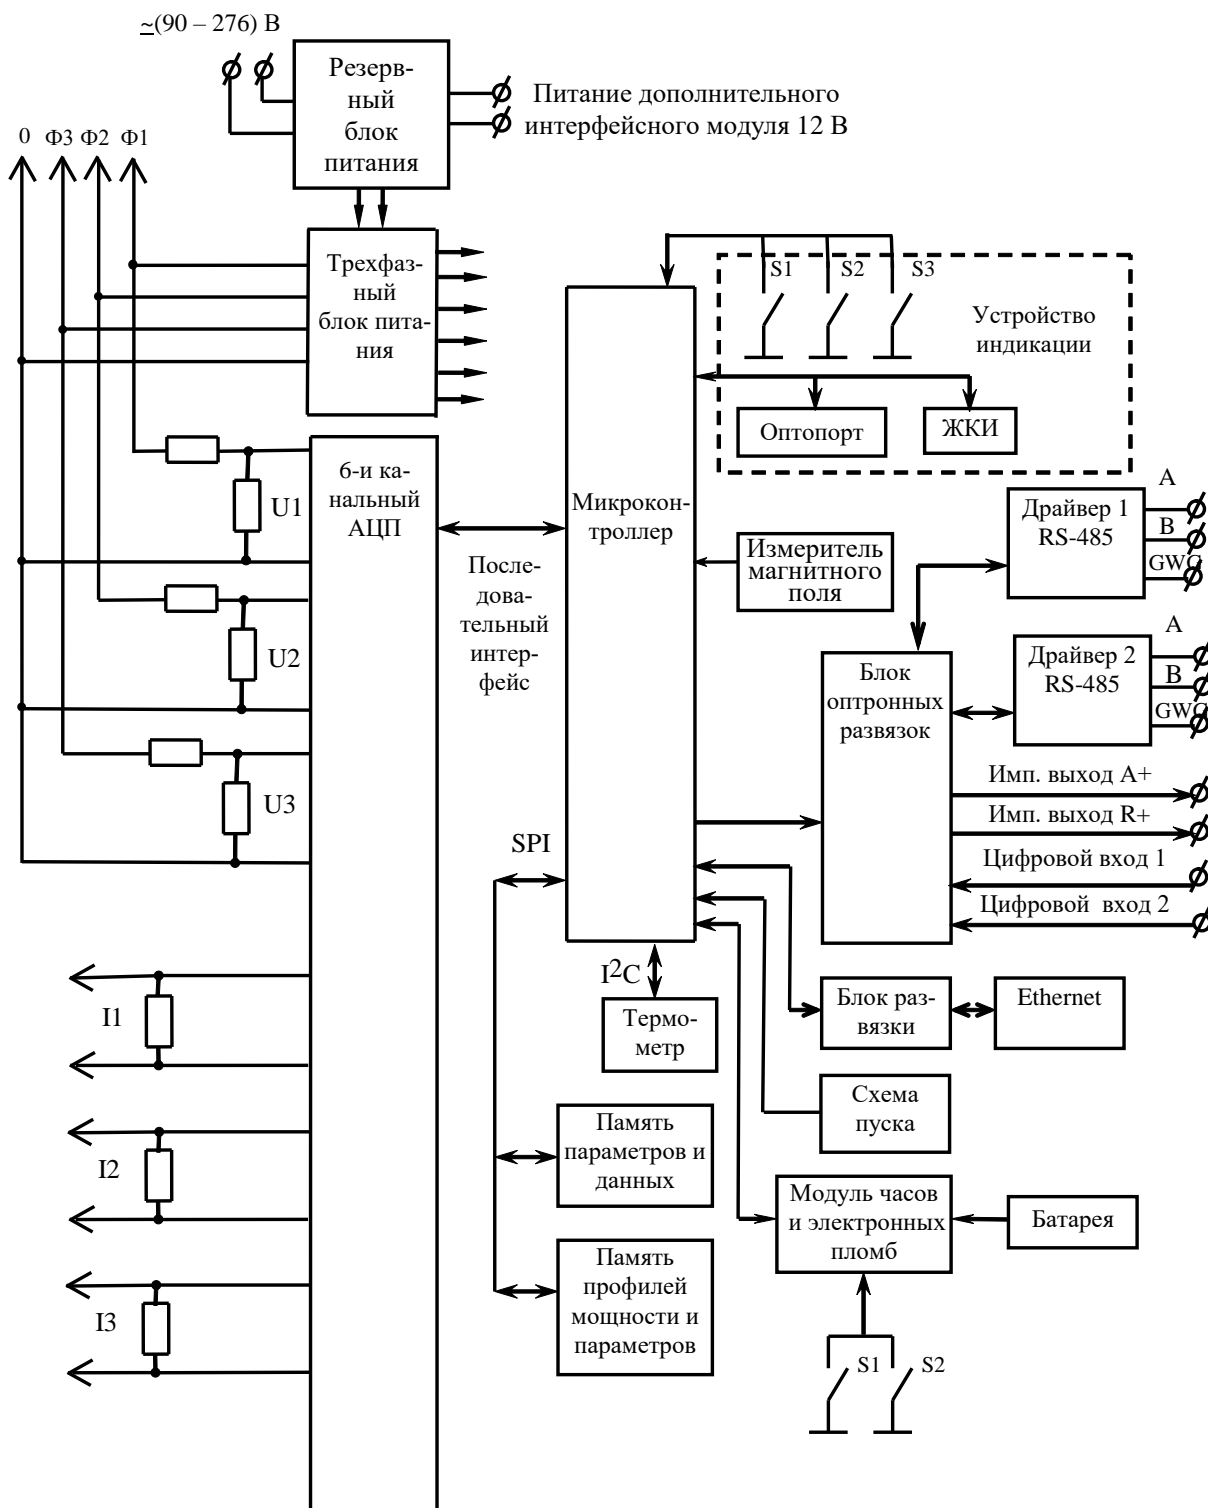 ~(90 – 276) В
Резерв-
ный
блок
питания
Питание дополнительного
интерфейсного модуля 12 В
0 Ф3 Ф2 Ф1
Трехфаз-
ный
блок пита-
ния
S1 S2 S3
Устройство
индикации
Оптопорт
ЖКИ
6-и ка-
нальный
АЦП
U1
U2
U3
После-
дова-
тельный
интер-
фейс
Микрокон-
троллер
Измеритель
магнитного
поля
Драйвер 1
RS-485
A
B
GWG
Драйвер 2
RS-485
A
B
GWG
Блок
оптронных
развязок
Имп. выход А+
Имп. выход R+
Цифровой вход 1
Цифровой вход 2
SPI
I²C
Термо-
метр
I1
I2
I3
Блок раз-
вязки
Ethernet
Схема
пуска
Память
параметров и
данных
Модуль часов
и электронных
пломб
Батарея
Память
профилей
мощности и
параметров
S1 S2